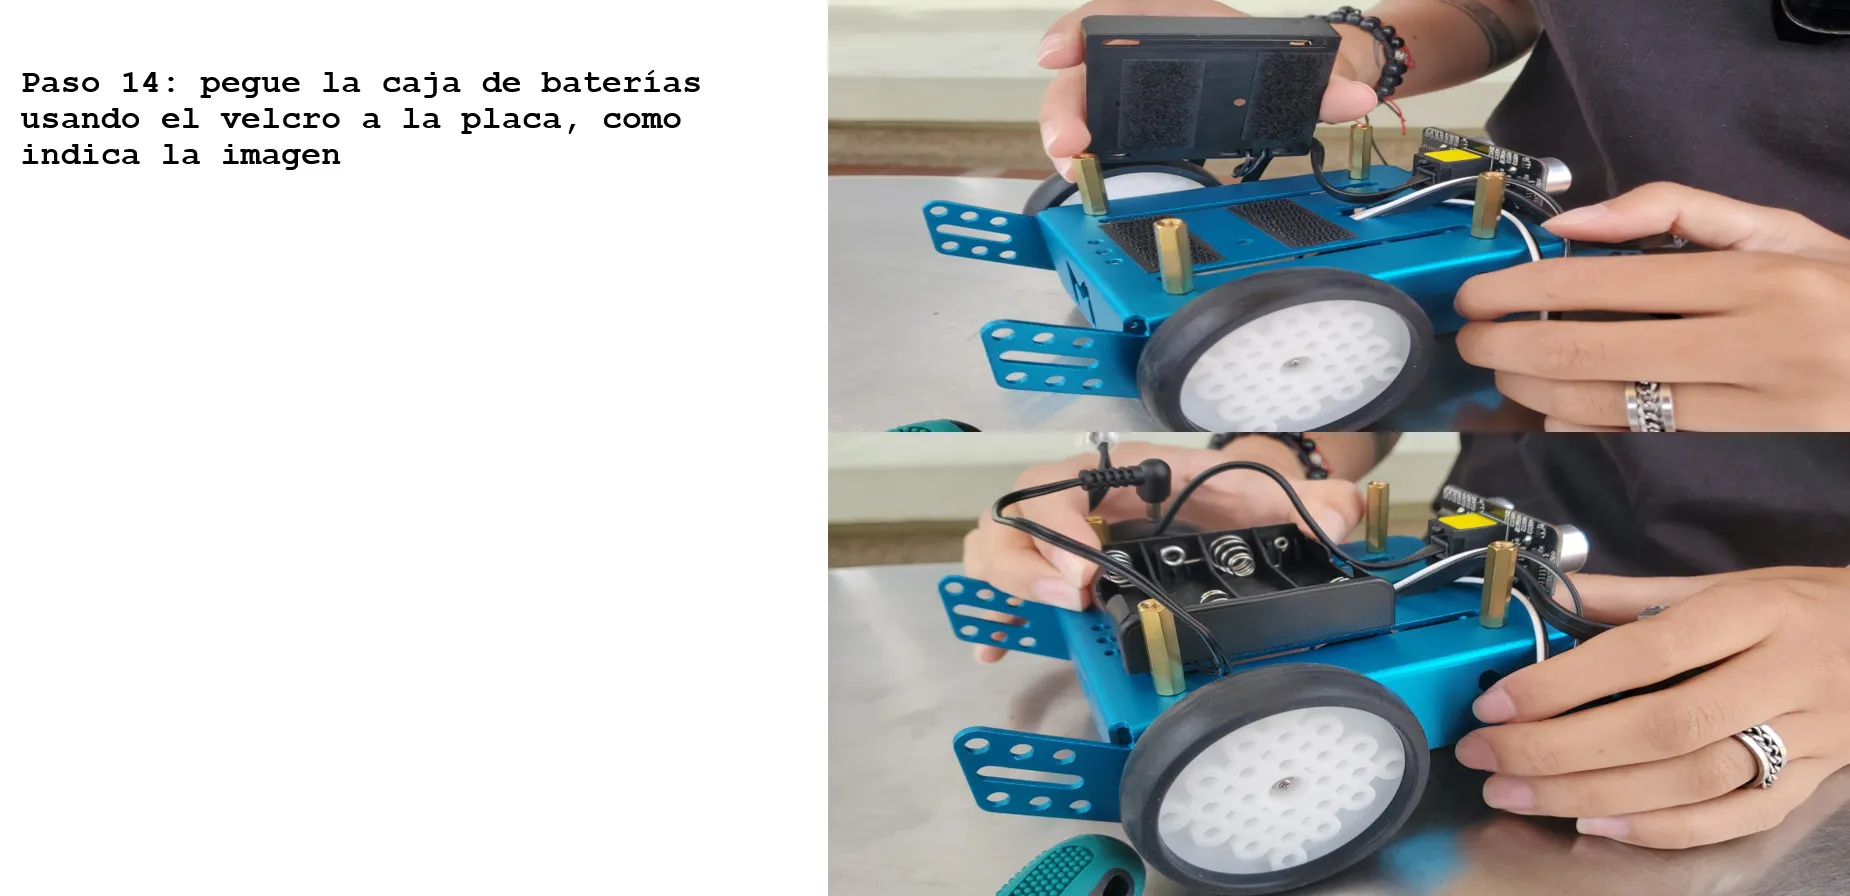 Paso 14: pegue la caja de baterías
usando el velcro a la placa, como
indica la imagen